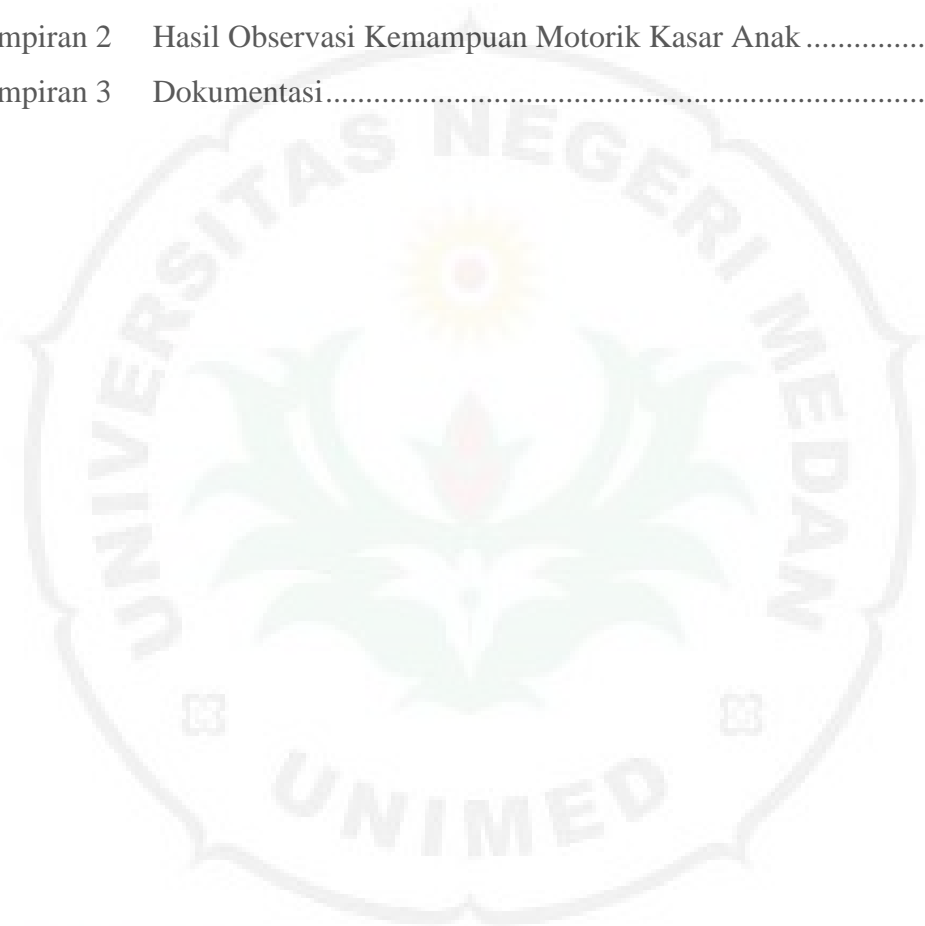 mpiran 2 Hasil Observasi Kemampuan Motorik Kasar Anak ...............
mpiran 3 Dokumentasi...........................................................................
UNIVERSITAS NEGERI MEDAN
UNIMED